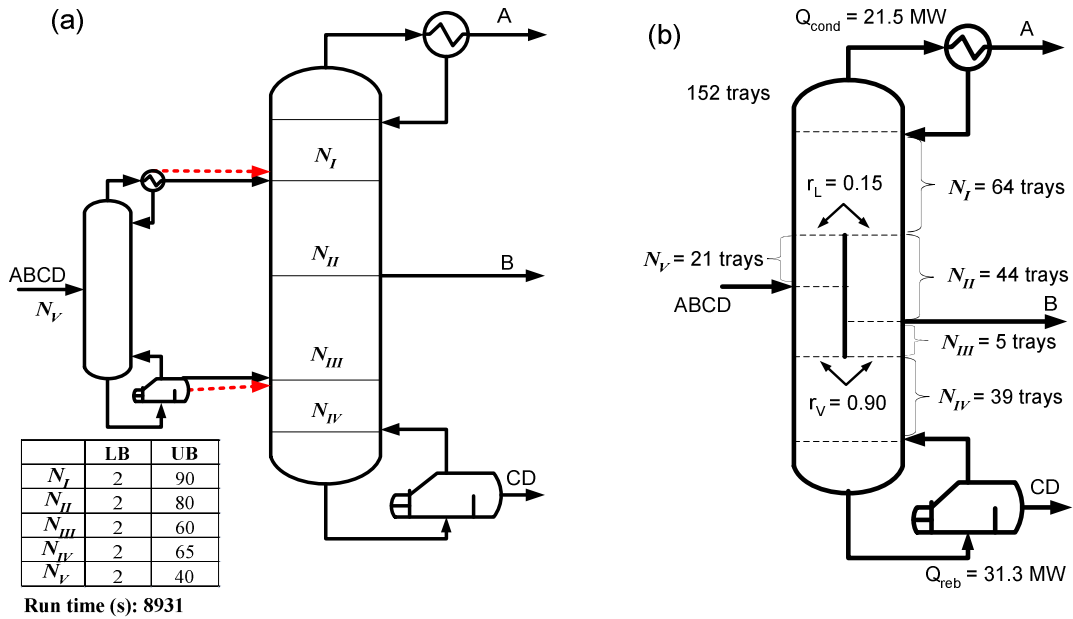 (a)
A
N_I
N_II
B
ABCD
N_V
N_III
N_IV
CD
LB UB
N_I 2 90
N_II 2 80
N_III 2 60
N_IV 2 65
N_V 2 40
Run time (s): 8931
(b)
Q_cond = 21.5 MW
A
152 trays
r_L = 0.15
N_I = 64 trays
N_V = 21 trays
N_II = 44 trays
ABCD
B
N_III = 5 trays
r_V = 0.90
N_IV = 39 trays
CD
Q_reb = 31.3 MW